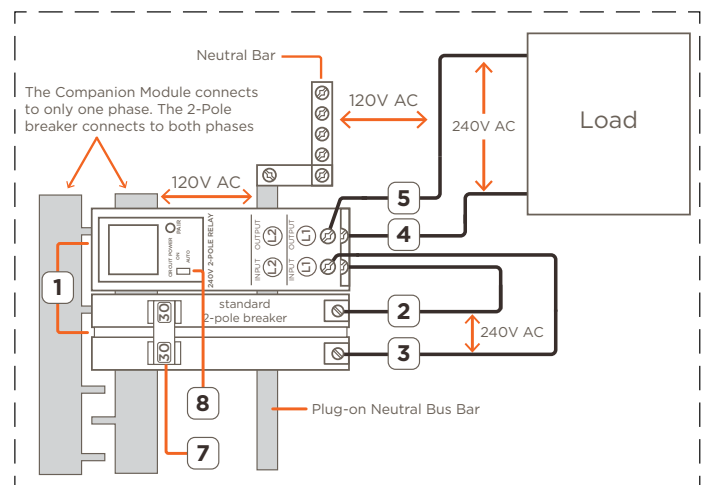 Neutral Bar
The Companion Module connects
to only one phase. The 2-Pole
breaker connects to both phases
120V AC
240V AC
Load
120V AC
5
4
PAIR
CIRCUIT POWER
ON
AUTO
240V 2-POLE RELAY
OUTPUT
L2
OUTPUT
L1
INPUT
L2
INPUT
L1
1
standard
2-pole breaker
30
30
2
240V AC
3
8
Plug-on Neutral Bus Bar
7